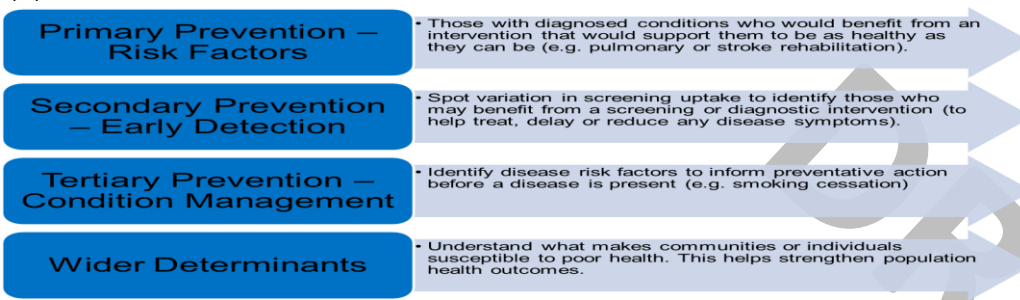 Primary Prevention –
Risk Factors
• Those with diagnosed conditions who would benefit from an
intervention that would support them to be as healthy as
they can be (e.g. pulmonary or stroke rehabilitation).
Secondary Prevention
– Early Detection
• Spot variation in screening uptake to identify those who
may benefit from a screening or diagnostic intervention (to
help treat, delay or reduce any disease symptoms).
Tertiary Prevention –
Condition Management
• Identify disease risk factors to inform preventative action
before a disease is present (e.g. smoking cessation)
Wider Determinants
• Understand what makes communities or individuals
susceptible to poor health. This helps strengthen population
health outcomes.